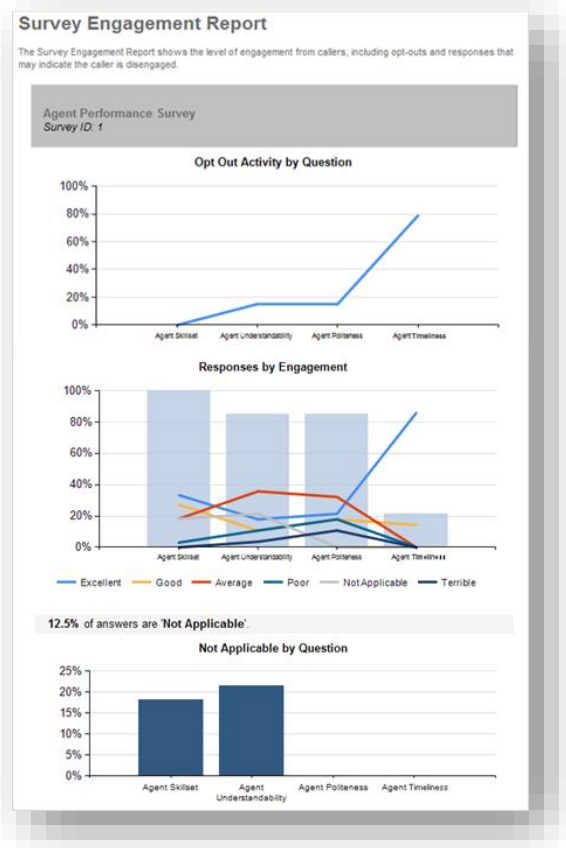 Survey Engagement Report
The Survey Engagement Report shows the level of engagement from callers, including opt-outs and responses that
may indicate the caller is disengaged.
Agent Performance Survey
Survey ID: 1
Opt Out Activity by Question
100%
80%
60%
40%
20%
0%
Agent Skillset Agent Understandability Agent Politeness Agent Timeliness
Responses by Engagement
100%
80%
60%
40%
20%
0%
Agent Skillset Agent Understandability Agent Politeness Agent Timeliness
Excellent Good Average Poor NotApplicable Terrible
12.5% of answers are 'Not Applicable'.
Not Applicable by Question
25%
20%
15%
10%
5%
0%
Agent Skillset Agent Agent Politeness Agent Timeliness
Understandability